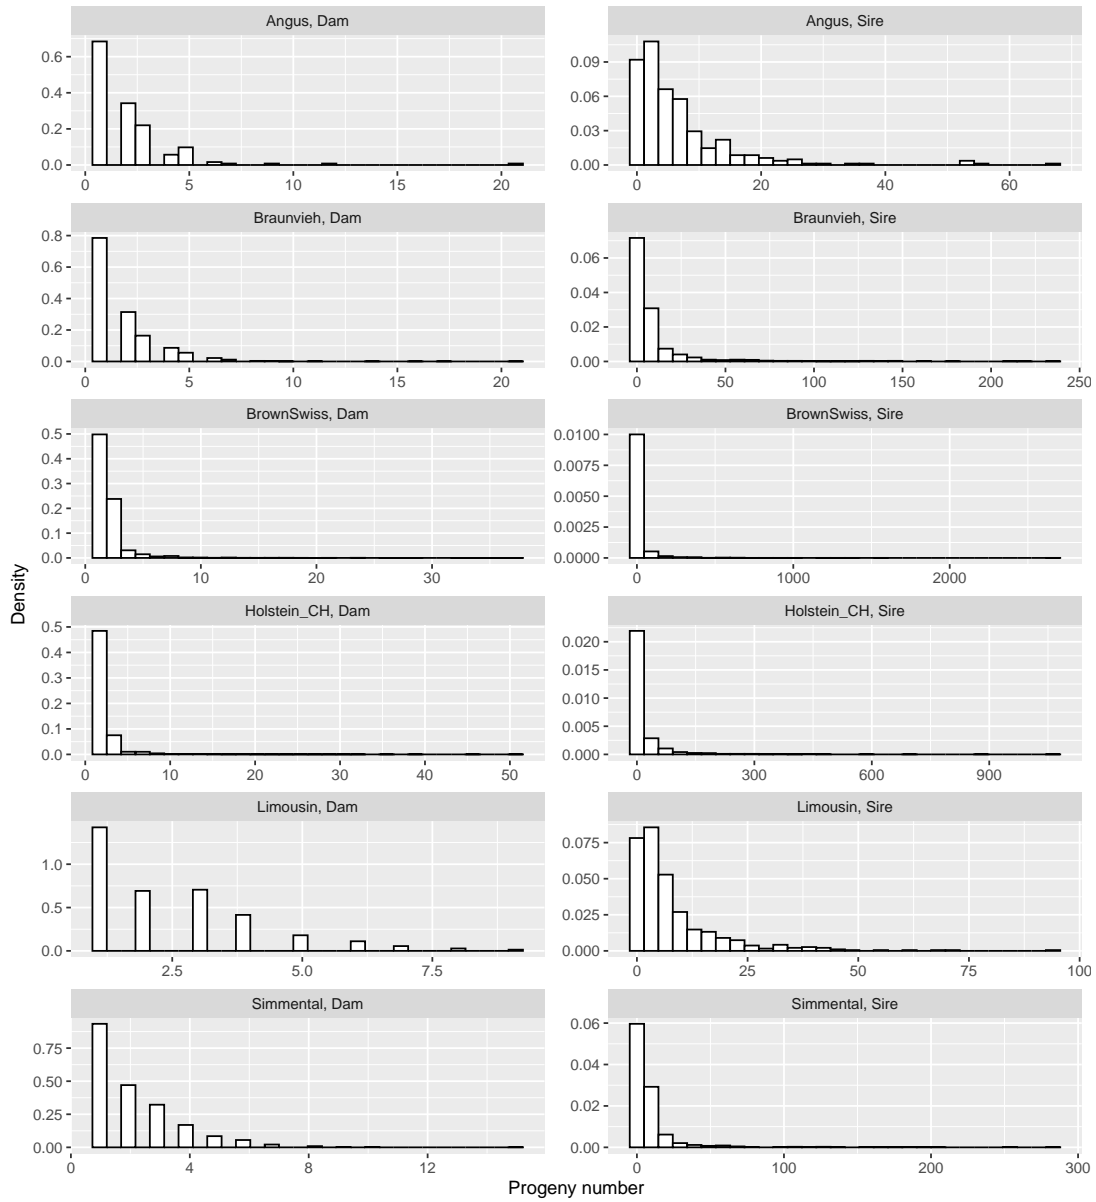 Angus, Dam Angus, Sire
0.6 0.09
0.4 0.06
0.2 0.03
0.0 0.00
0 5 10 15 20 0 20 40 60
Braunvieh, Dam Braunvieh, Sire
0.8
0.6 0.06
0.4 0.04
0.2 0.02
0.0 0.00
0 5 10 15 20 0 50 100 150 200 250
BrownSwiss, Dam BrownSwiss, Sire
0.5 0.0100
0.4 0.0075
0.3 0.0050
0.2 0.0025
0.1 0.0000
0.0
0 10 20 30 0 1000 2000
Density
Holstein_CH, Dam Holstein_CH, Sire
0.5 0.020
0.4 0.015
0.3 0.010
0.2 0.005
0.1 0.000
0.0
0 10 20 30 40 50 0 300 600 900
Limousin, Dam Limousin, Sire
1.0 0.075
0.5 0.050
0.0 0.025
0.000
2.5 5.0 7.5 0 25 50 75 100
Simmental, Dam Simmental, Sire
0.75 0.06
0.50 0.04
0.25 0.02
0.00 0.00
0 4 8 12 0 100 200 300
Progeny number